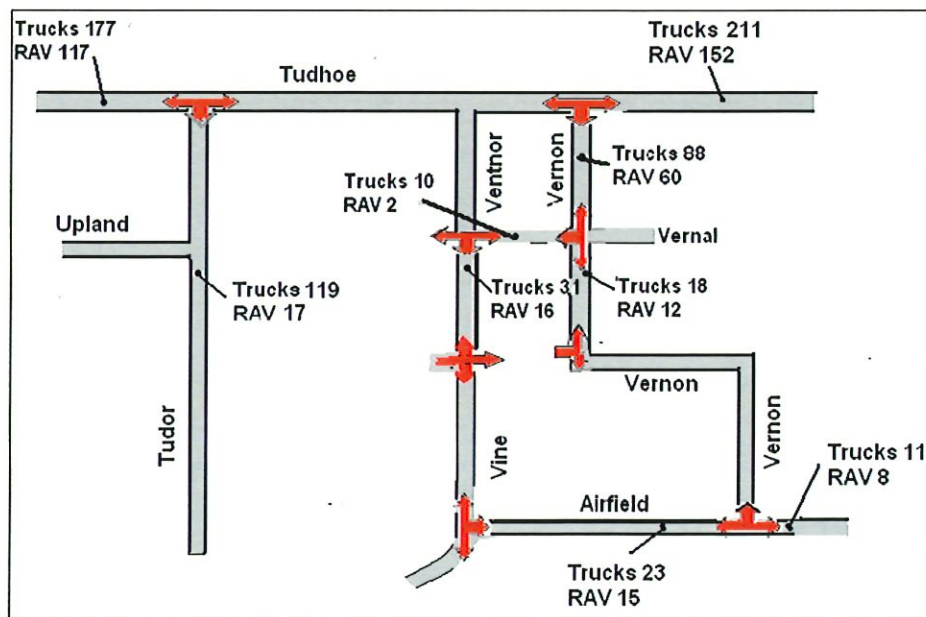 Trucks 177
RAV 117
Trucks 211
RAV 152
Tudhoe
Ventnor
Vernon
Trucks 88
RAV 60
Trucks 10
RAV 2
Upland
Vernal
Trucks 119
RAV 17
Trucks 31
RAV 16
Trucks 18
RAV 12
Vernon
Tudor
Vine
Vernon
Trucks 11
RAV 8
Airfield
Trucks 23
RAV 15